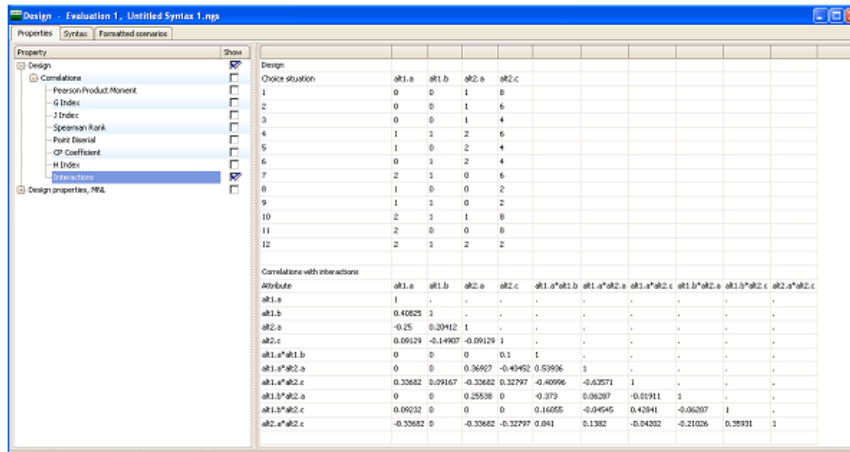 Design - Evaluation 1, Untitled Syntax 1.ngs
Properties Syntax Formatted scenarios
Property Show
Design
Correlations
Pearson Product Moment
G Index
J Index
Spearman Rank
Point Biserial
CP Coefficient
H Index
Interactions
Design properties, MNL
Design
Choice situation alt1.a alt1.b alt2.a alt2.c
1 0 0 1 8
2 0 0 1 6
3 0 0 1 4
4 1 1 2 6
5 1 0 2 4
6 0 1 2 4
7 2 1 0 6
8 1 0 0 2
9 1 1 0 2
10 2 1 1 8
11 2 0 0 8
12 2 1 2 2
Correlations with interactions
Attribute alt1.a alt1.b alt2.a alt2.c alt1.a*alt1.b alt1.a*alt2.a alt1.a*alt2.c alt1.b*alt2.a alt1.b*alt2.c alt2.a*alt2.c
alt1.a 1 . . . . . . . . .
alt1.b 0.40825 1 . . . . . . . .
alt2.a -0.25 0.20412 1 . . . . . . .
alt2.c 0.09129 -0.14907 -0.09129 1 . . . . . .
alt1.a*alt1.b 0 0 0 0.1 1 . . . . .
alt1.a*alt2.a 0 0 0.36927 -0.40452 0.53936 1 . . . .
alt1.a*alt2.c 0.33682 0.09167 -0.33682 0.32797 -0.40996 -0.63571 1 . . .
alt1.b*alt2.a 0 0 0.25538 0 -0.373 0.06287 -0.01911 1 . .
alt1.b*alt2.c 0.09232 0 0 0 0.16855 -0.04545 0.42841 -0.06287 1 .
alt2.a*alt2.c -0.33682 0 -0.33682 -0.32797 0.041 0.1382 -0.04202 -0.21026 0.35931 1